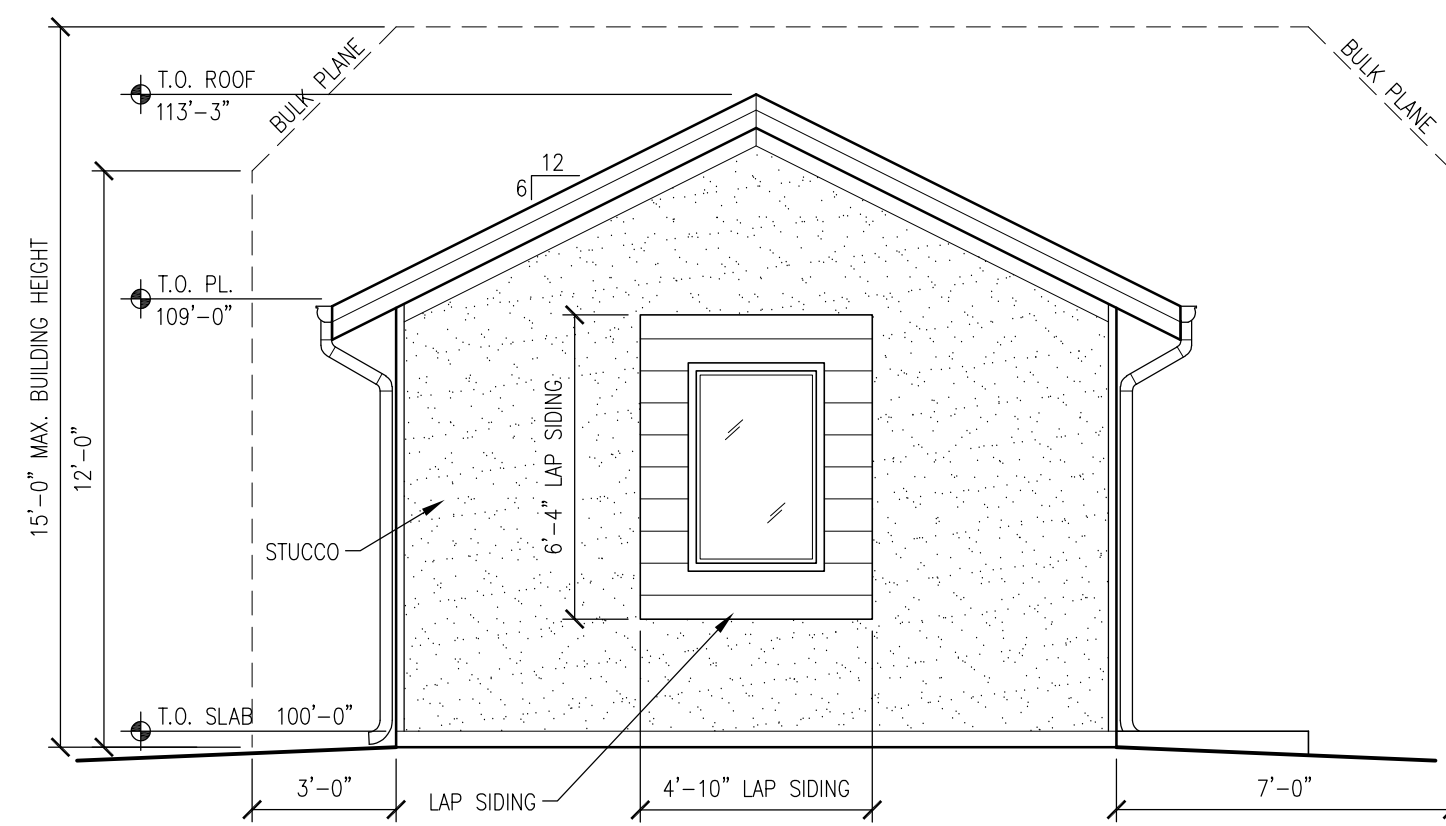 BULK PLANE
BULK PLANE
T.O. ROOF
113'-3"
12
6
T.O. PL.
109'-0"
15'-0" MAX. BUILDING HEIGHT
12'-0"
6'-4" LAP SIDING
STUCCO
T.O. SLAB 100'-0"
3'-0"
LAP SIDING
4'-10" LAP SIDING
7'-0"